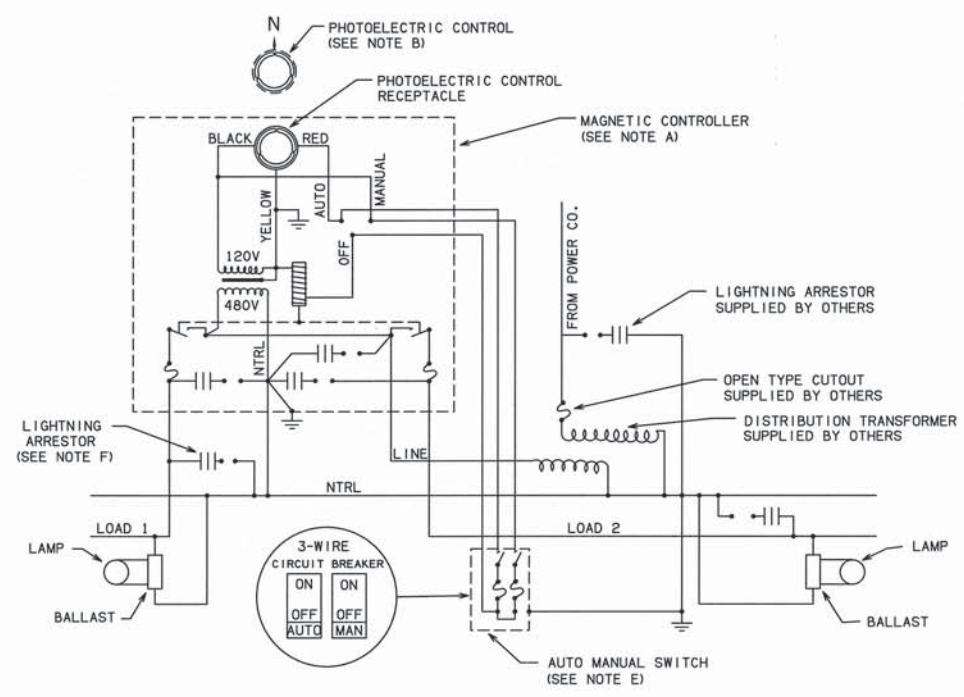 N
PHOTOELECTRIC CONTROL
(SEE NOTE B)
PHOTOELECTRIC CONTROL
RECEPTACLE
MAGNETIC CONTROLLER
(SEE NOTE A)
BLACK
RED
YELLOW
AUTO
MANUAL
OFF
120V
480V
NTRL
FROM POWER CO.
LIGHTNING ARRESTOR
SUPPLIED BY OTHERS
OPEN TYPE CUTOUT
SUPPLIED BY OTHERS
DISTRIBUTION TRANSFORMER
SUPPLIED BY OTHERS
LIGHTNING
ARRESTOR
(SEE NOTE F)
LINE
NTRL
LOAD 1
LOAD 2
LAMP
BALLAST
3-WIRE
CIRCUIT BREAKER
ON
ON
OFF
OFF
AUTO
MAN
LAMP
BALLAST
AUTO MANUAL SWITCH
(SEE NOTE E)